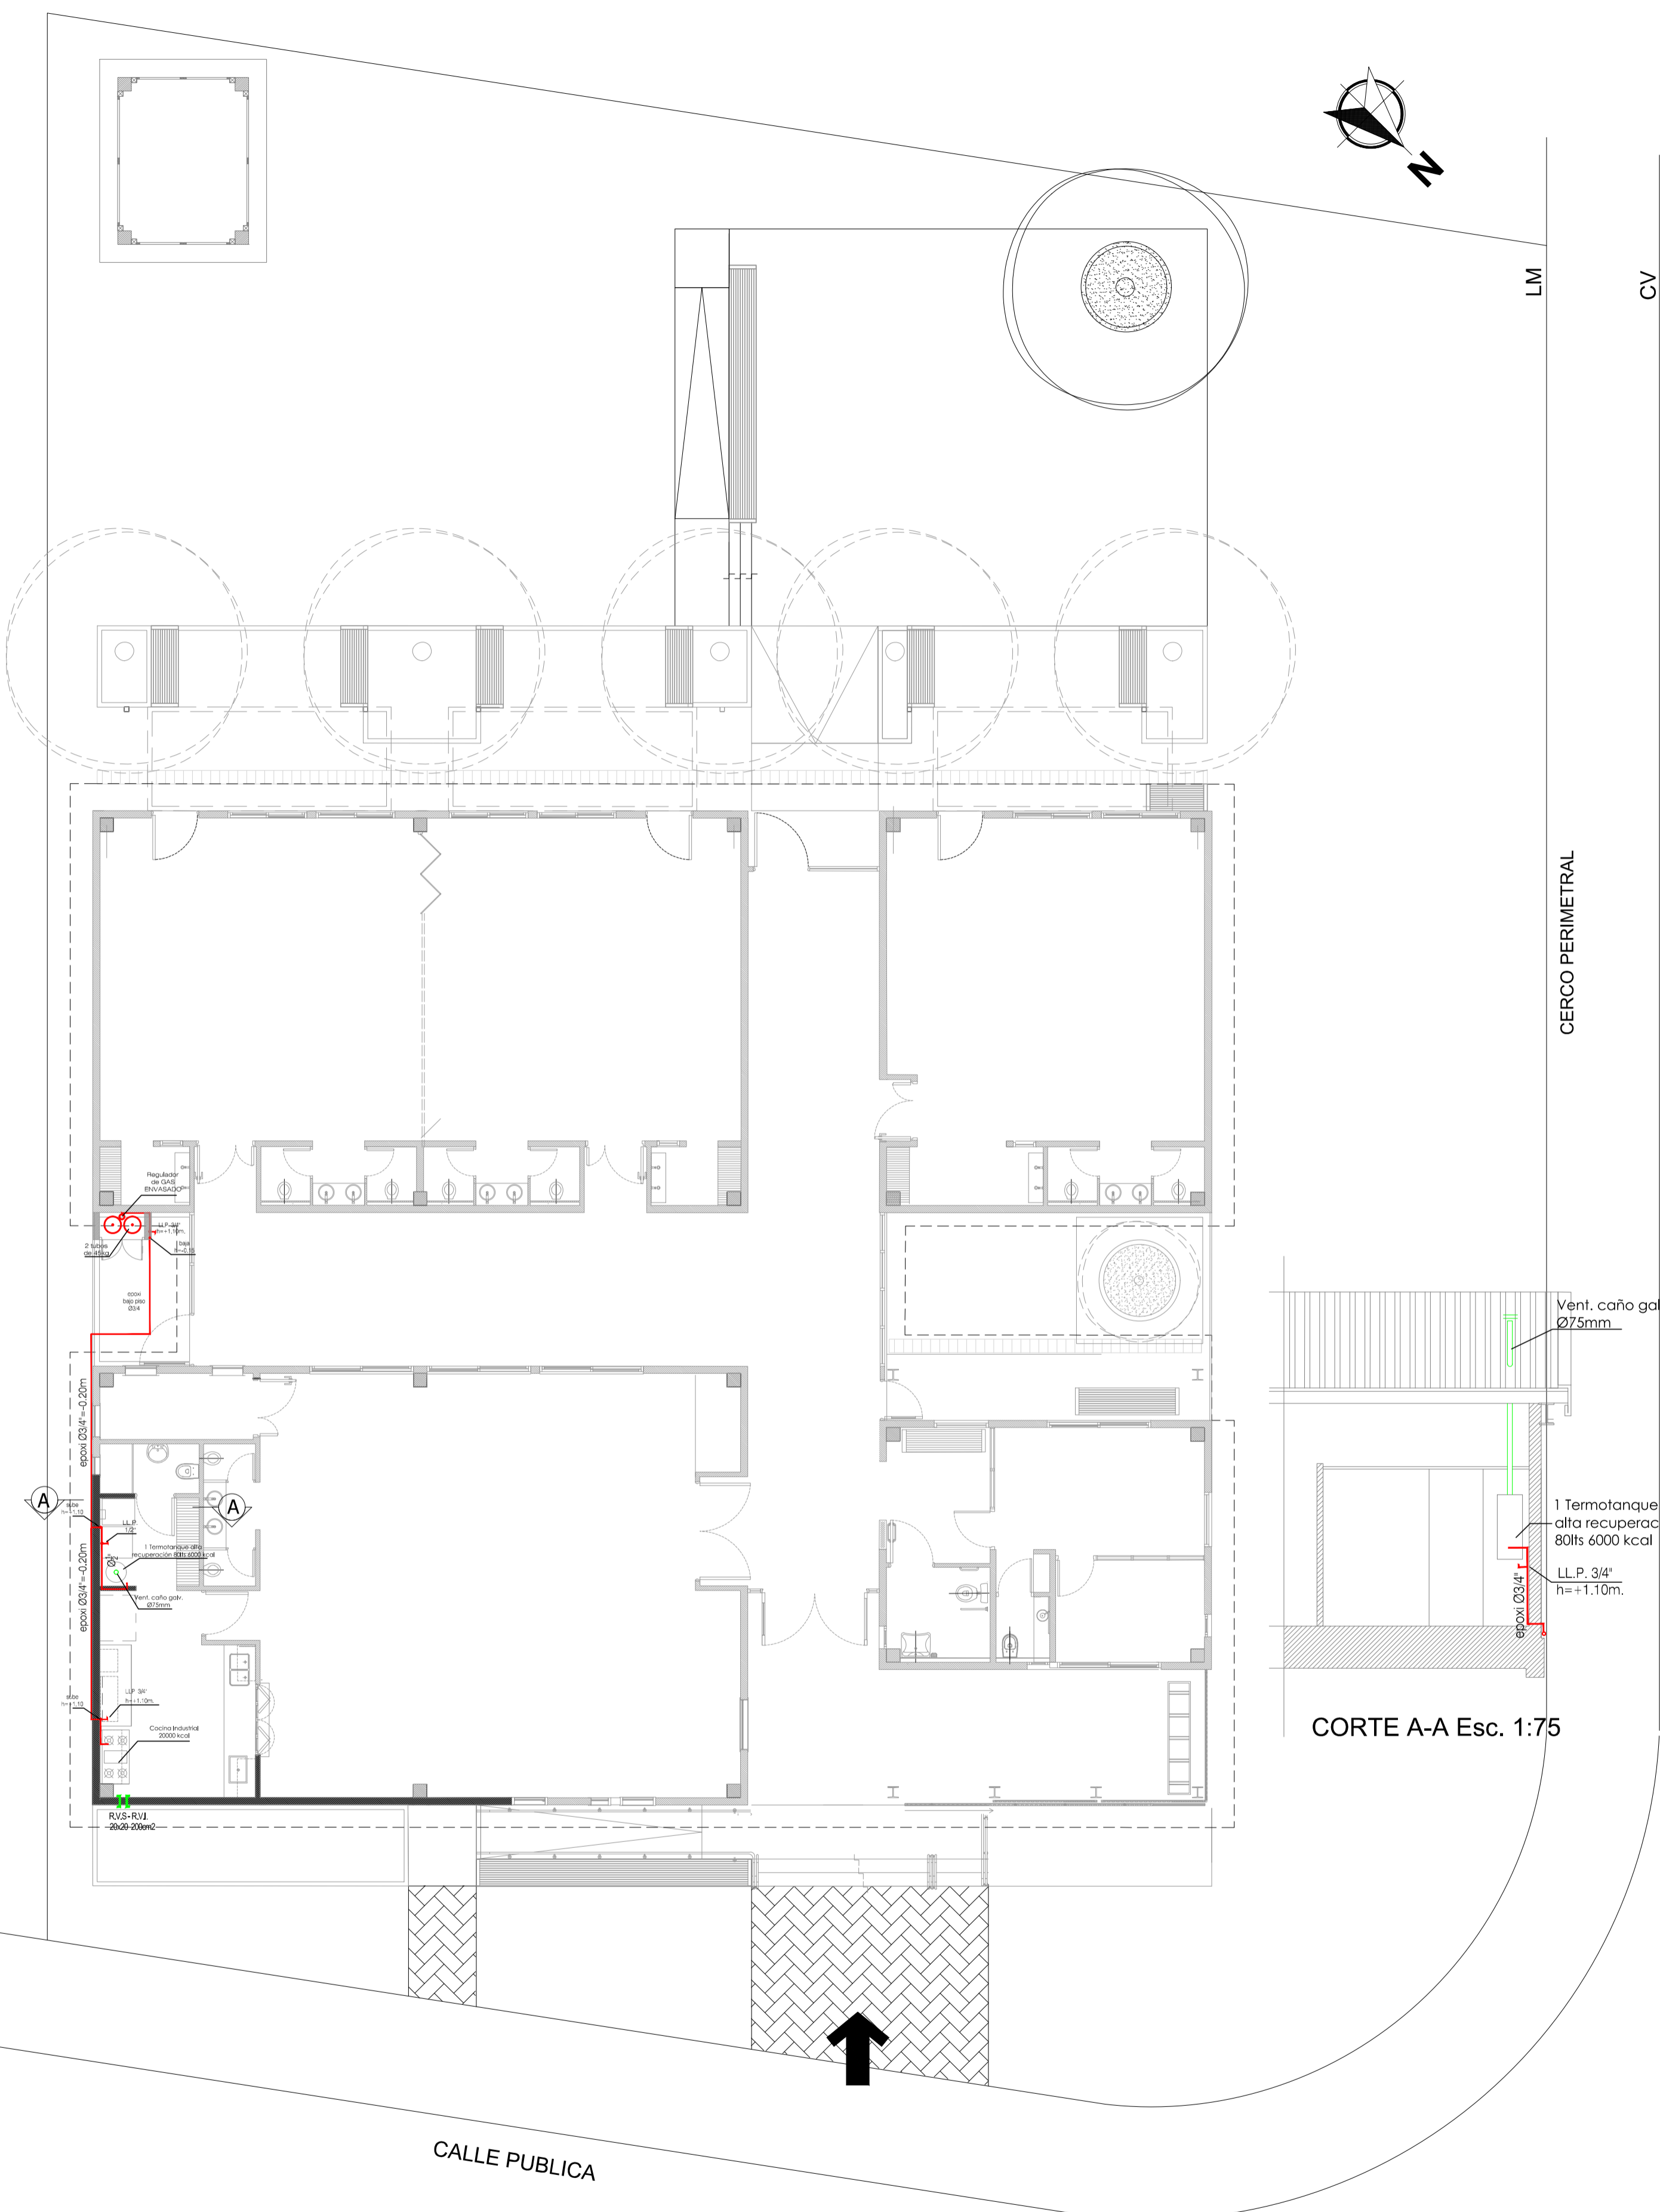 N
LM
CV
CERCO PERIMETRAL
Regulador
de GAS
ENVASADO
LL.P. 3/4"
h=+1,10m.
2 tubos
de 45kg
baja
epoxi
bajo piso
Ø3/4
epoxi Ø3/4"=-0.20m
A
A
sube
h=+1.10
LL.P.
1/2"
1 Termotanque alta
recuperación 80lts 6000 kcal
Vent. caño galv.
Ø75mm
epoxi Ø3/4"=-0.20m
sube
h=+1.10
LLP 3/4"
h=+1.10m.
Cocina Industrial
20000 kcal
R.V.S - R.V.I.
20x20-200cm2
Vent. caño gal
Ø75mm
1 Termotanque
alta recuperac
80lts 6000 kcal
LL.P. 3/4"
h=+1.10m.
epoxi Ø3/4"
CORTE A-A Esc. 1:75
CALLE PUBLICA